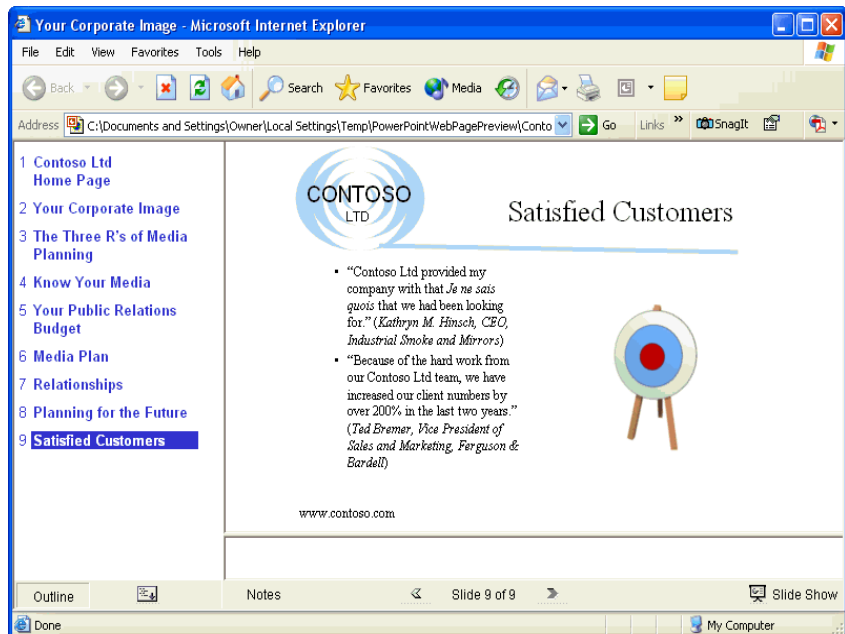 Your Corporate Image - Microsoft Internet Explorer
File Edit View Favorites Tools Help
Back Search Favorites Media
Address C:\Documents and Settings\Owner\Local Settings\Temp\PowerPointWebPagePreview\Conto Go Links » SnagIt
1 Contoso Ltd
Home Page
2 Your Corporate Image
3 The Three R's of Media
Planning
4 Know Your Media
5 Your Public Relations
Budget
6 Media Plan
7 Relationships
8 Planning for the Future
9 Satisfied Customers
CONTOSO
LTD
Satisfied Customers
• “Contoso Ltd provided my
company with that Je ne sais
quois that we had been looking
for.” (Kathryn M. Hinsch, CEO,
Industrial Smoke and Mirrors)
• “Because of the hard work from
our Contoso Ltd team, we have
increased our client numbers by
over 200% in the last two years.”
(Ted Bremer, Vice President of
Sales and Marketing, Ferguson &
Bardell)
www.contoso.com
Outline Notes Slide 9 of 9 Slide Show
Done My Computer